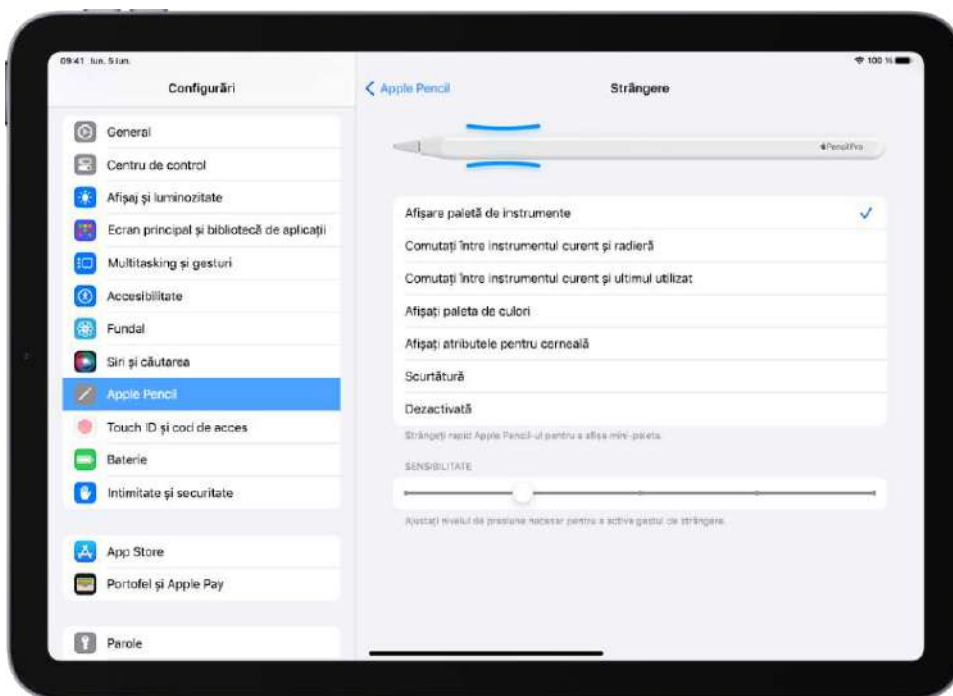 09:41 lun. 5 iun.
100 %
Configurări
General
Centru de control
Afișaj și luminozitate
Ecran principal și bibliotecă de aplicații
Multitasking și gesturi
Accesibilitate
Fundal
Siri și căutarea
Apple Pencil
Touch ID și cod de acces
Baterie
Intimitate și securitate
App Store
Portofel și Apple Pay
Parole
Apple Pencil
Strângere
Pencil Pro
Afișare paletă de instrumente
Comutați între instrumentul curent și radieră
Comutați între instrumentul curent și ultimul utilizat
Afișați paleta de culori
Afișați atributele pentru cerneală
Scurtătură
Dezactivată
Strângeți rapid Apple Pencil-ul pentru a afișa mini-paleta.
SENSIBILITATE
Ajustați nivelul de presiune necesar pentru a activa gestul de strângere.